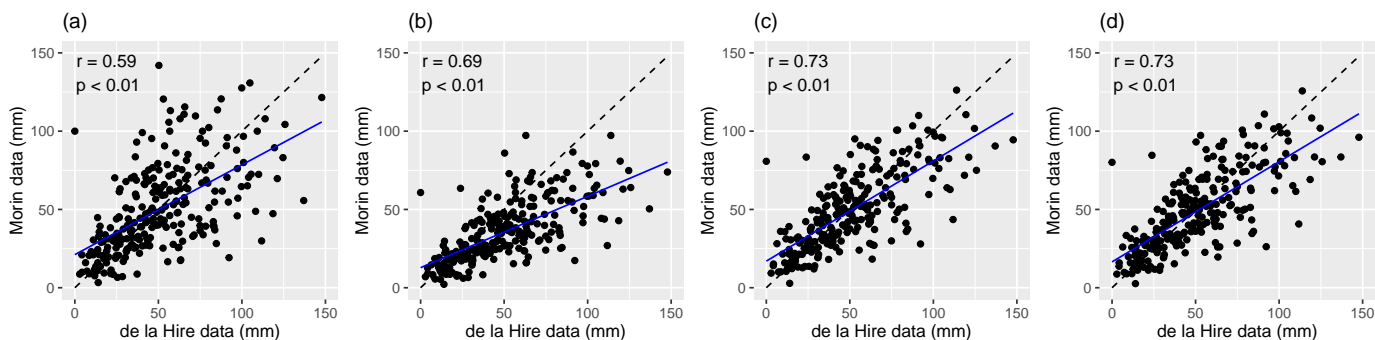 (a)
r = 0.59
p < 0.01
150
100
50
0
Morin data (mm)
0 50 100 150
de la Hire data (mm)
(b)
r = 0.69
p < 0.01
150
100
50
0
Morin data (mm)
0 50 100 150
de la Hire data (mm)
(c)
r = 0.73
p < 0.01
150
100
50
0
Morin data (mm)
0 50 100 150
de la Hire data (mm)
(d)
r = 0.73
p < 0.01
150
100
50
0
Morin data (mm)
0 50 100 150
de la Hire data (mm)